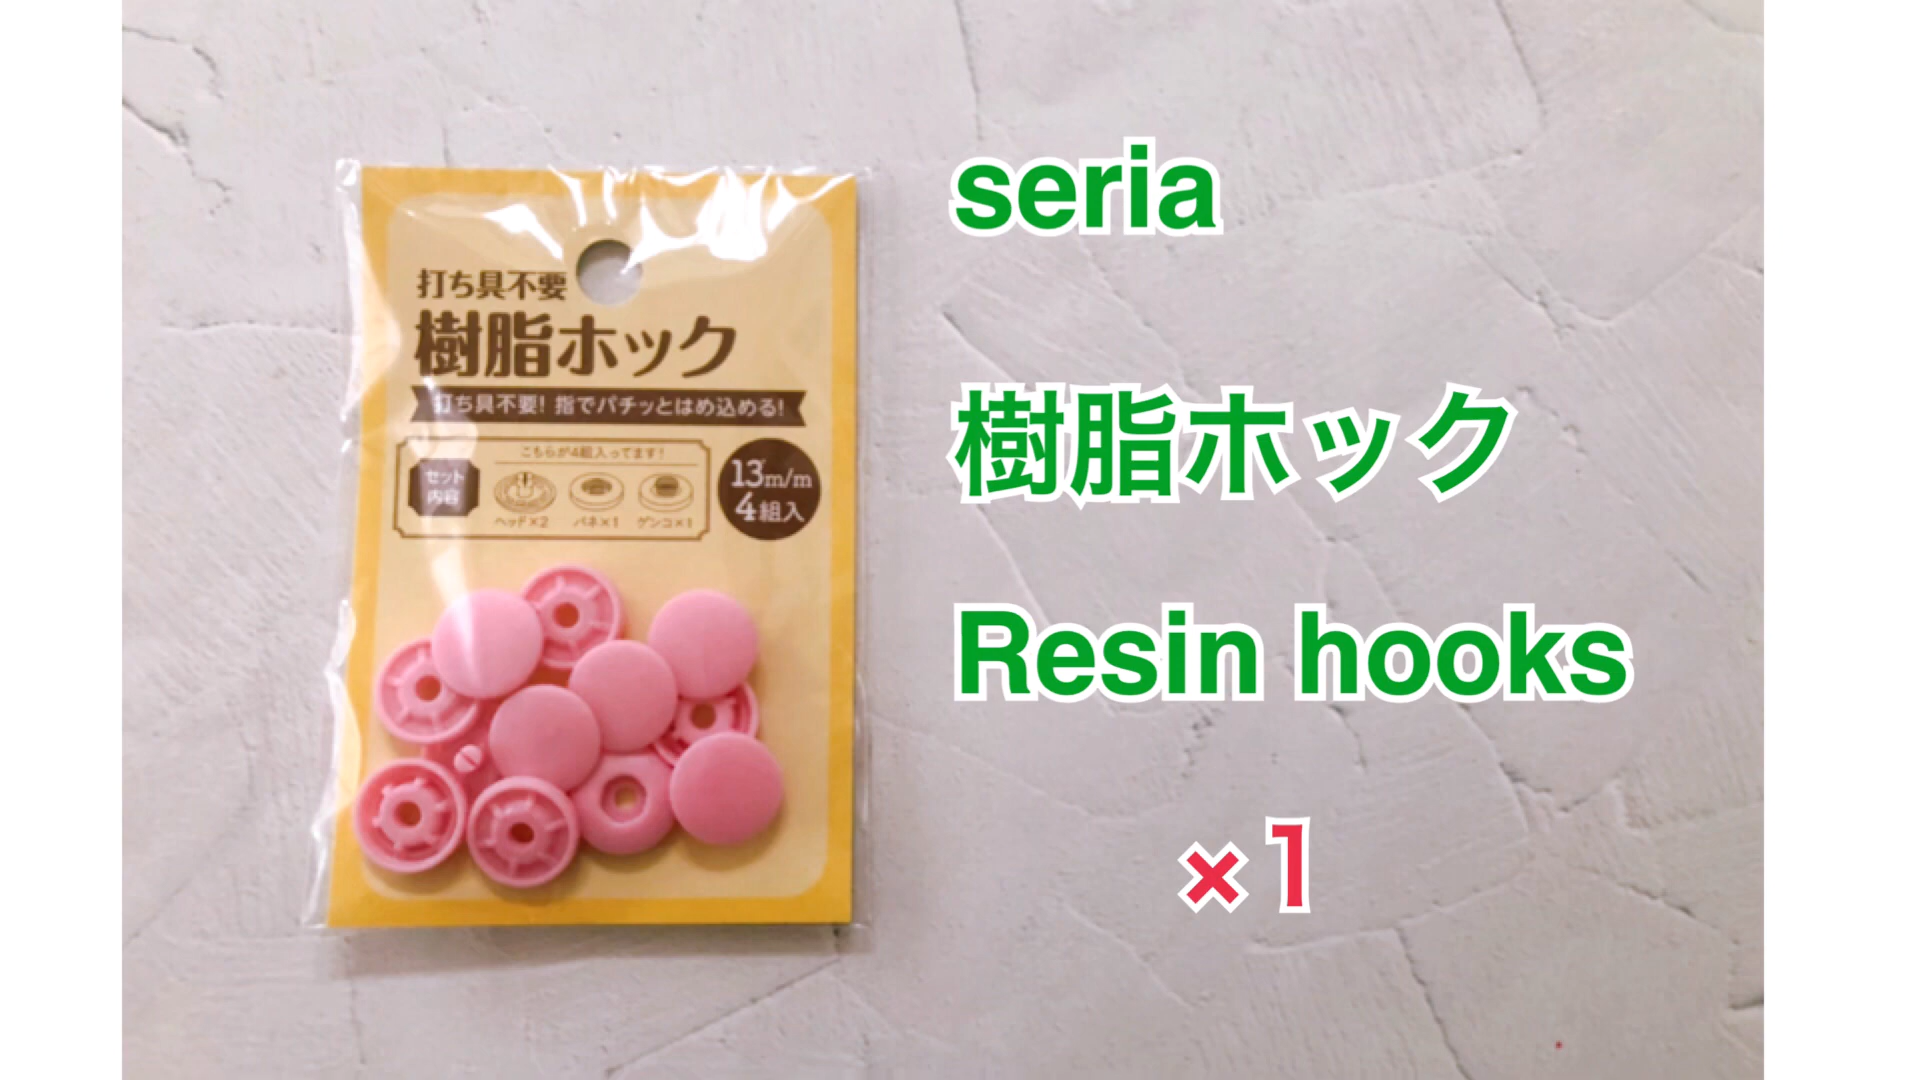 打ち具不要
樹脂ホック
打ち具不要! 指でパチッとはめ込める!
こちらが4組入ってます!
セット
内容
ヘッド×2 バネ×1 ゲンコ×1
13m/m
4組入
seria
樹脂ホック
Resin hooks
×1